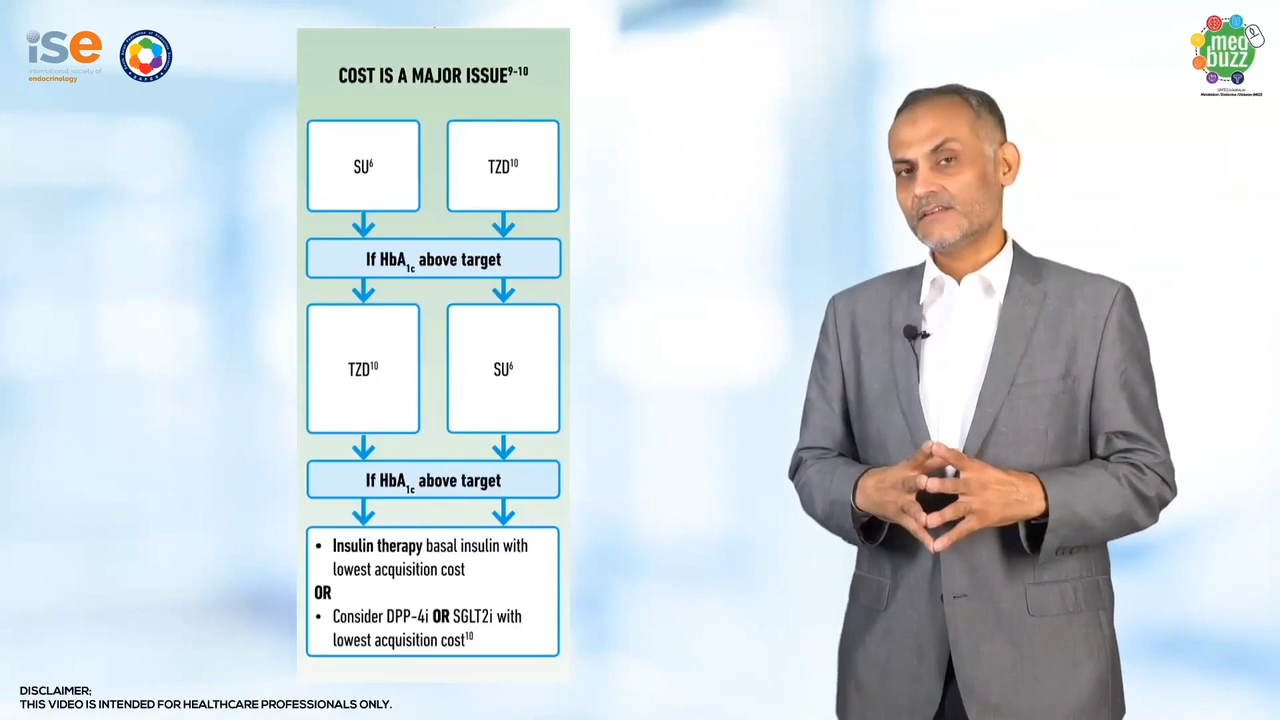 ise
international society of
endocrinology
med
buzz
COST IS A MAJOR ISSUE⁹⁻¹⁰
SU⁶
TZD¹⁰
If HbA₁c above target
TZD¹⁰
SU⁶
If HbA₁c above target
• Insulin therapy basal insulin with
lowest acquisition cost
OR
• Consider DPP-4i OR SGLT2i with
lowest acquisition cost¹⁰
DISCLAIMER;
THIS VIDEO IS INTENDED FOR HEALTHCARE PROFESSIONALS ONLY.